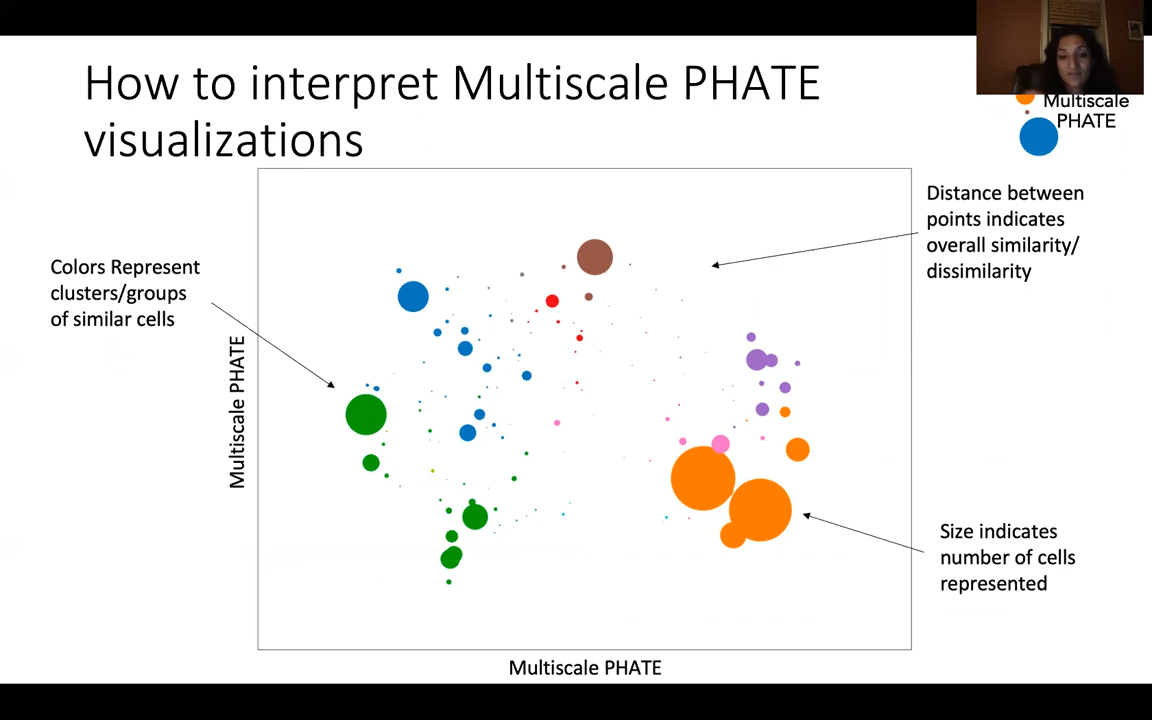 How to interpret Multiscale PHATE
visualizations
Multiscale
PHATE
Distance between
points indicates
overall similarity/
dissimilarity
Colors Represent
clusters/groups
of similar cells
Multiscale PHATE
Size indicates
number of cells
represented
Multiscale PHATE